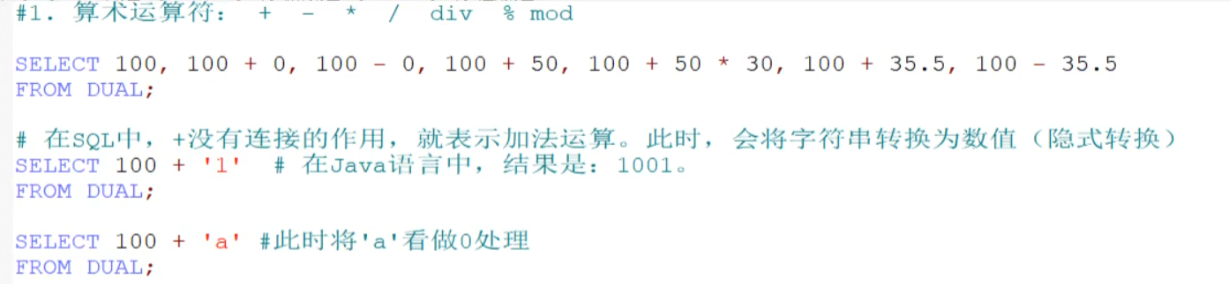 #1. 算术运算符： + - * / div % mod
SELECT 100, 100 + 0, 100 - 0, 100 + 50, 100 + 50 * 30, 100 + 35.5, 100 - 35.5
FROM DUAL;
# 在SQL中，+没有连接的作用，就表示加法运算。此时，会将字符串转换为数值（隐式转换）
SELECT 100 + '1' # 在Java语言中，结果是：1001。
FROM DUAL;
SELECT 100 + 'a' #此时将'a'看做0处理
FROM DUAL;